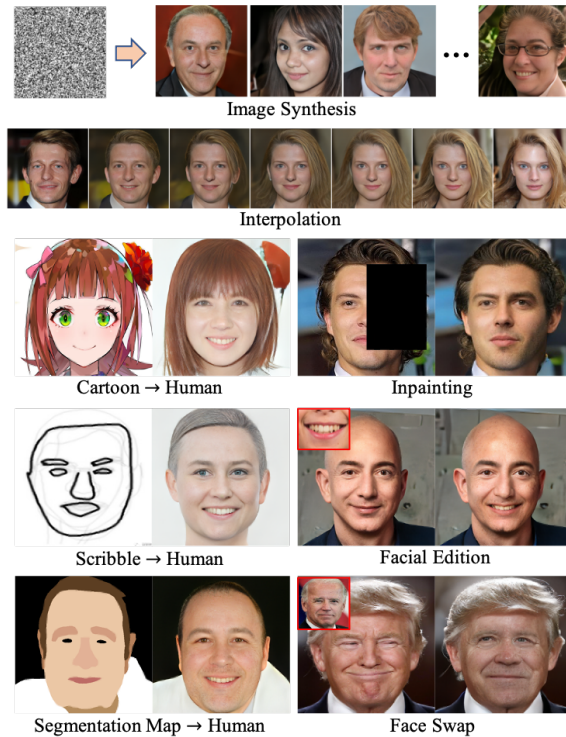 Image Synthesis
Interpolation
Cartoon → Human
Inpainting
Scribble → Human
Facial Edition
Segmentation Map → Human
Face Swap